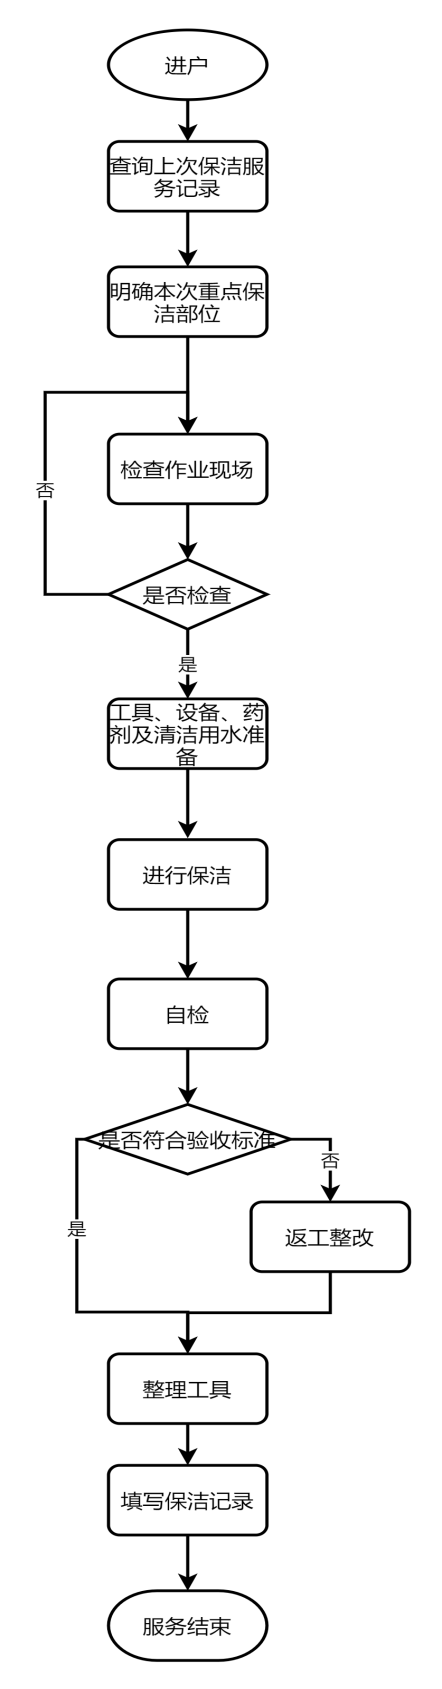 进户
查询上次保洁服
务记录
明确本次重点保
洁部位
检查作业现场
否
是否检查
是
工具、设备、药
剂及清洁用水准
备
进行保洁
自检
是否符合验收标准
否
是
返工整改
整理工具
填写保洁记录
服务结束